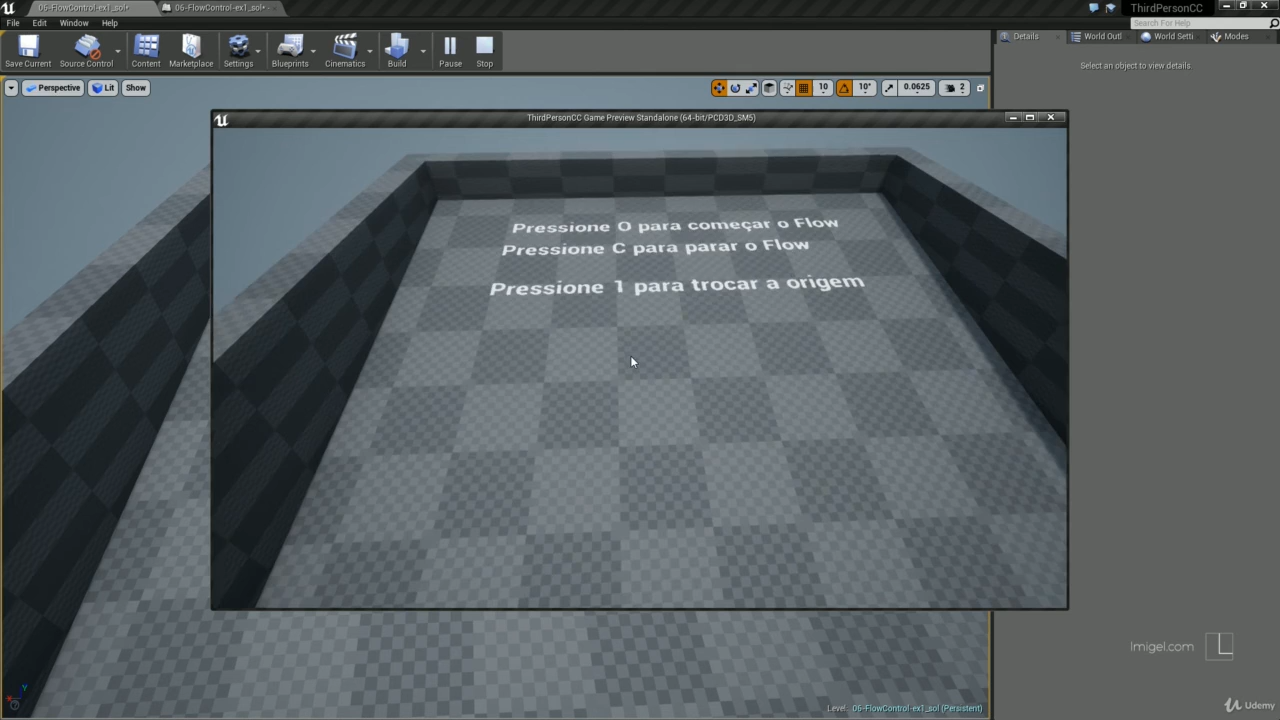 06-FlowControl-ex1_sol*
06-FlowControl-ex1_sol*
ThirdPersonCC
File Edit Window Help
Search For Help
Save Current Source Control Content Marketplace Settings Blueprints Cinematics Build Pause Stop
Details World Outl World Setti Modes
Select an object to view details.
Perspective Lit Show 10 10° 0.0625 2
ThirdPersonCC Game Preview Standalone (64-bit/PCD3D_SM5)
Pressione O para começar o Flow
Pressione C para parar o Flow
Pressione 1 para trocar a origem
lmigel.com
Level: 06-FlowControl-ex1_sol (Persistent)
Udemy